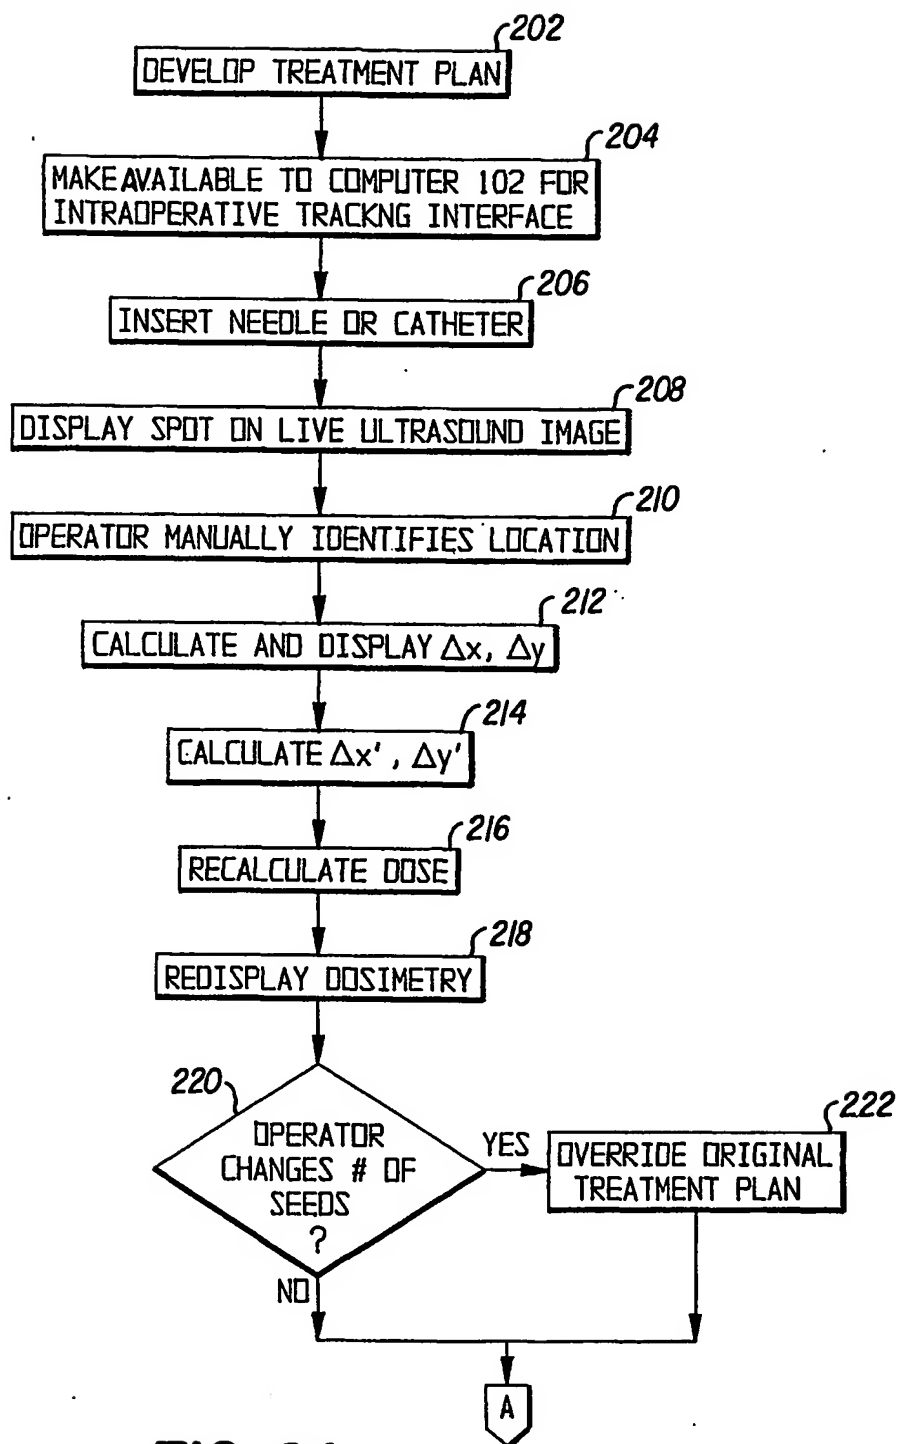 202
DEVELOP TREATMENT PLAN
204
MAKE AVAILABLE TO COMPUTER 102 FOR
INTRAOPERATIVE TRACKNG INTERFACE
206
INSERT NEEDLE OR CATHETER
208
DISPLAY SPOT ON LIVE ULTRASOUND IMAGE
210
OPERATOR MANUALLY IDENTIFIES LOCATION
212
CALCULATE AND DISPLAY Δx, Δy
214
CALCULATE Δx', Δy'
216
RECALCULATE DOSE
218
REDISPLAY DOSIMETRY
220
OPERATOR
CHANGES # OF
SEEDS
?
YES
222
OVERRIDE ORIGINAL
TREATMENT PLAN
NO
A